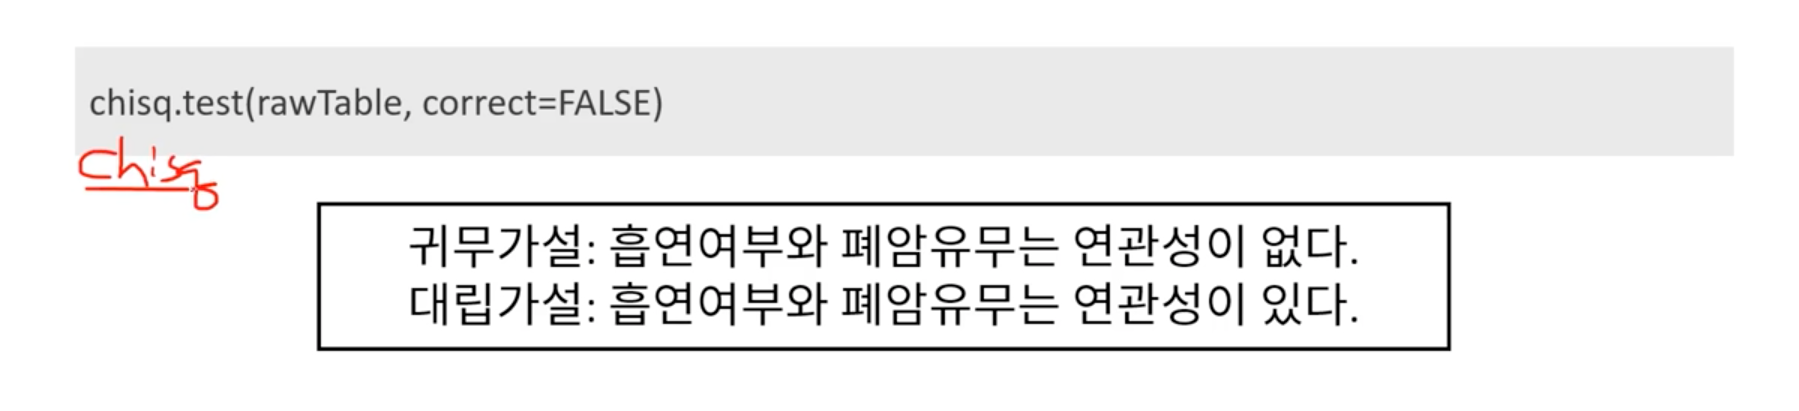 chisq.test(rawTable, correct=FALSE)
chisq
귀무가설: 흡연여부와 폐암유무는 연관성이 없다.
대립가설: 흡연여부와 폐암유무는 연관성이 있다.